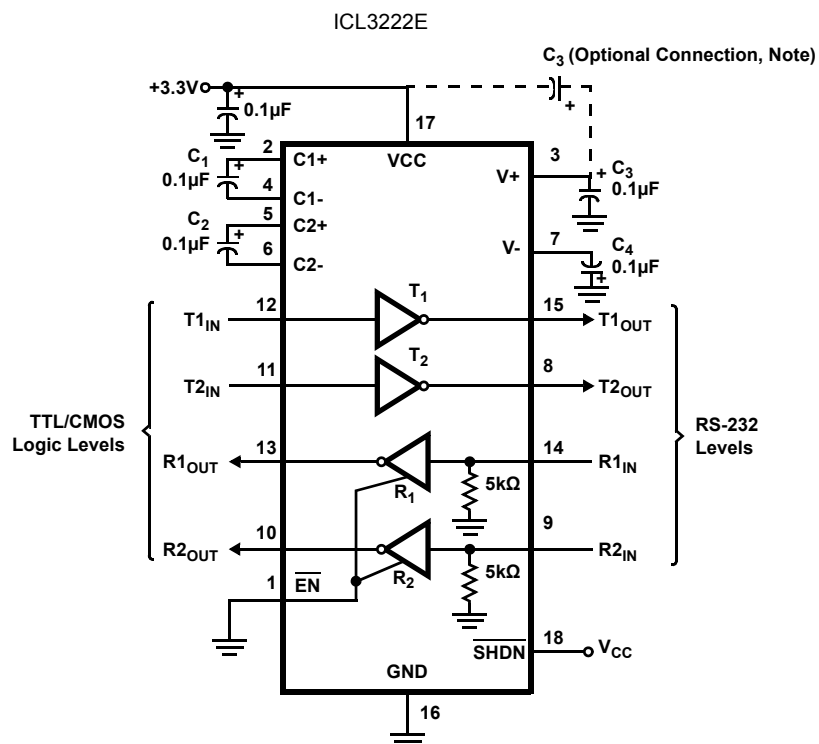 ICL3222E
C3 (Optional Connection, Note)
+3.3V
+
0.1µF
+
17
VCC
2
C1+
C1
0.1µF
+
4
C1-
5
C2+
C2
0.1µF
+
6
C2-
3
V+
+
C3
0.1µF
7
V-
C4
0.1µF
+
T1IN
12
T1
15
T1OUT
T2IN
11
T2
8
T2OUT
TTL/CMOS
Logic Levels
RS-232
Levels
R1OUT
13
R1
14
R1IN
5kΩ
R2OUT
10
R2
9
R2IN
5kΩ
1
EN
SHDN
18
VCC
GND
16